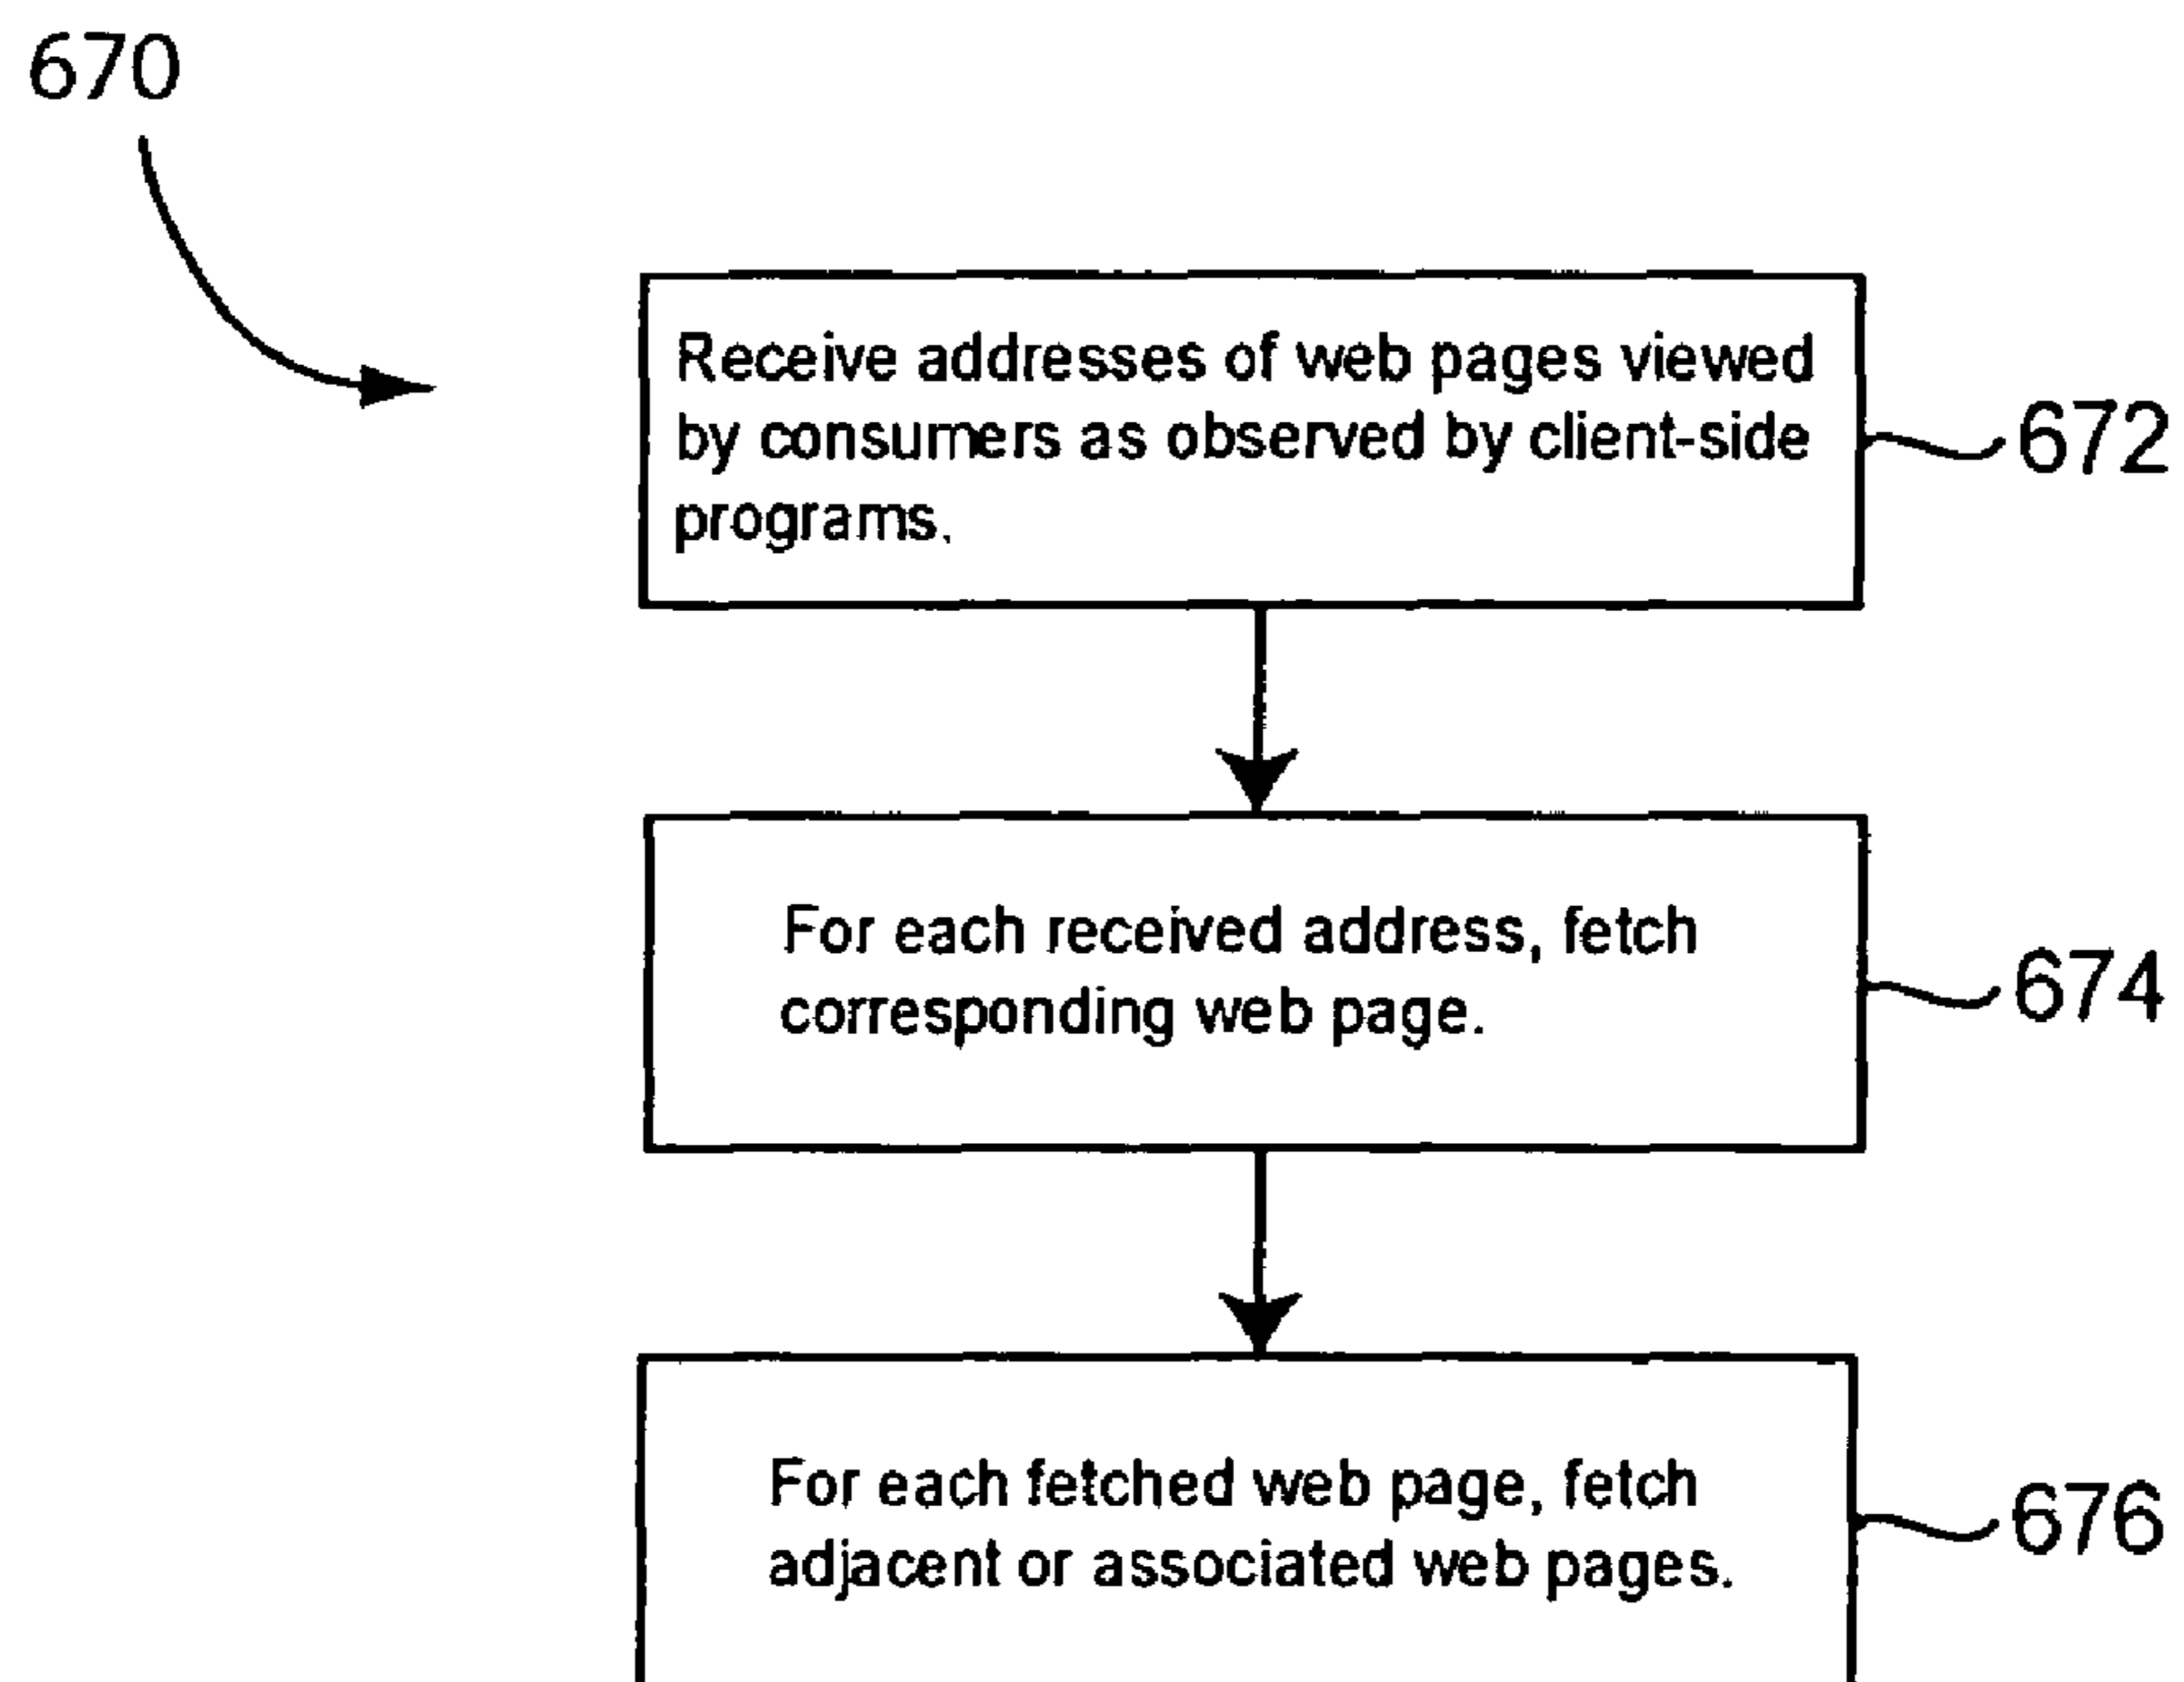 670
Receive addresses of web pages viewed
by consumers as observed by client-side
programs.
672
For each received address, fetch
corresponding web page.
674
For each fetched web page, fetch
adjacent or associated web pages.
676